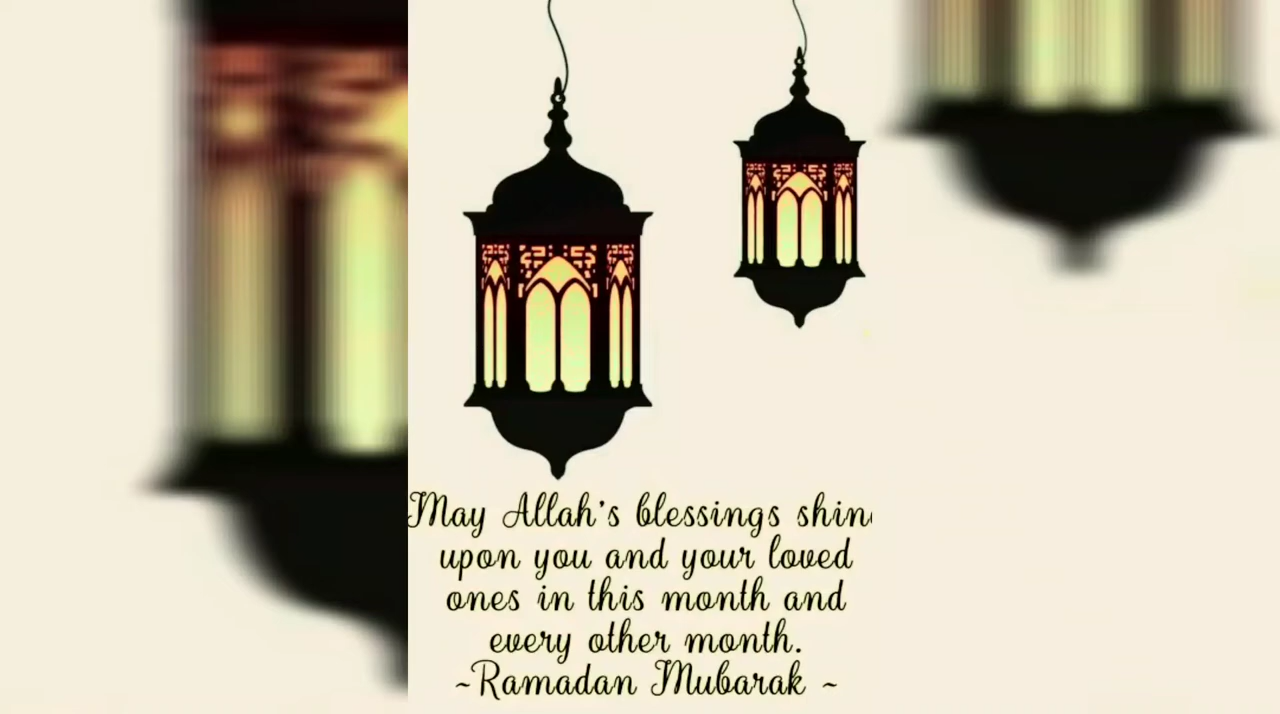 May Allah's blessings shin
upon you and your loved
ones in this month and
every other month.
~Ramadan Mubarak ~